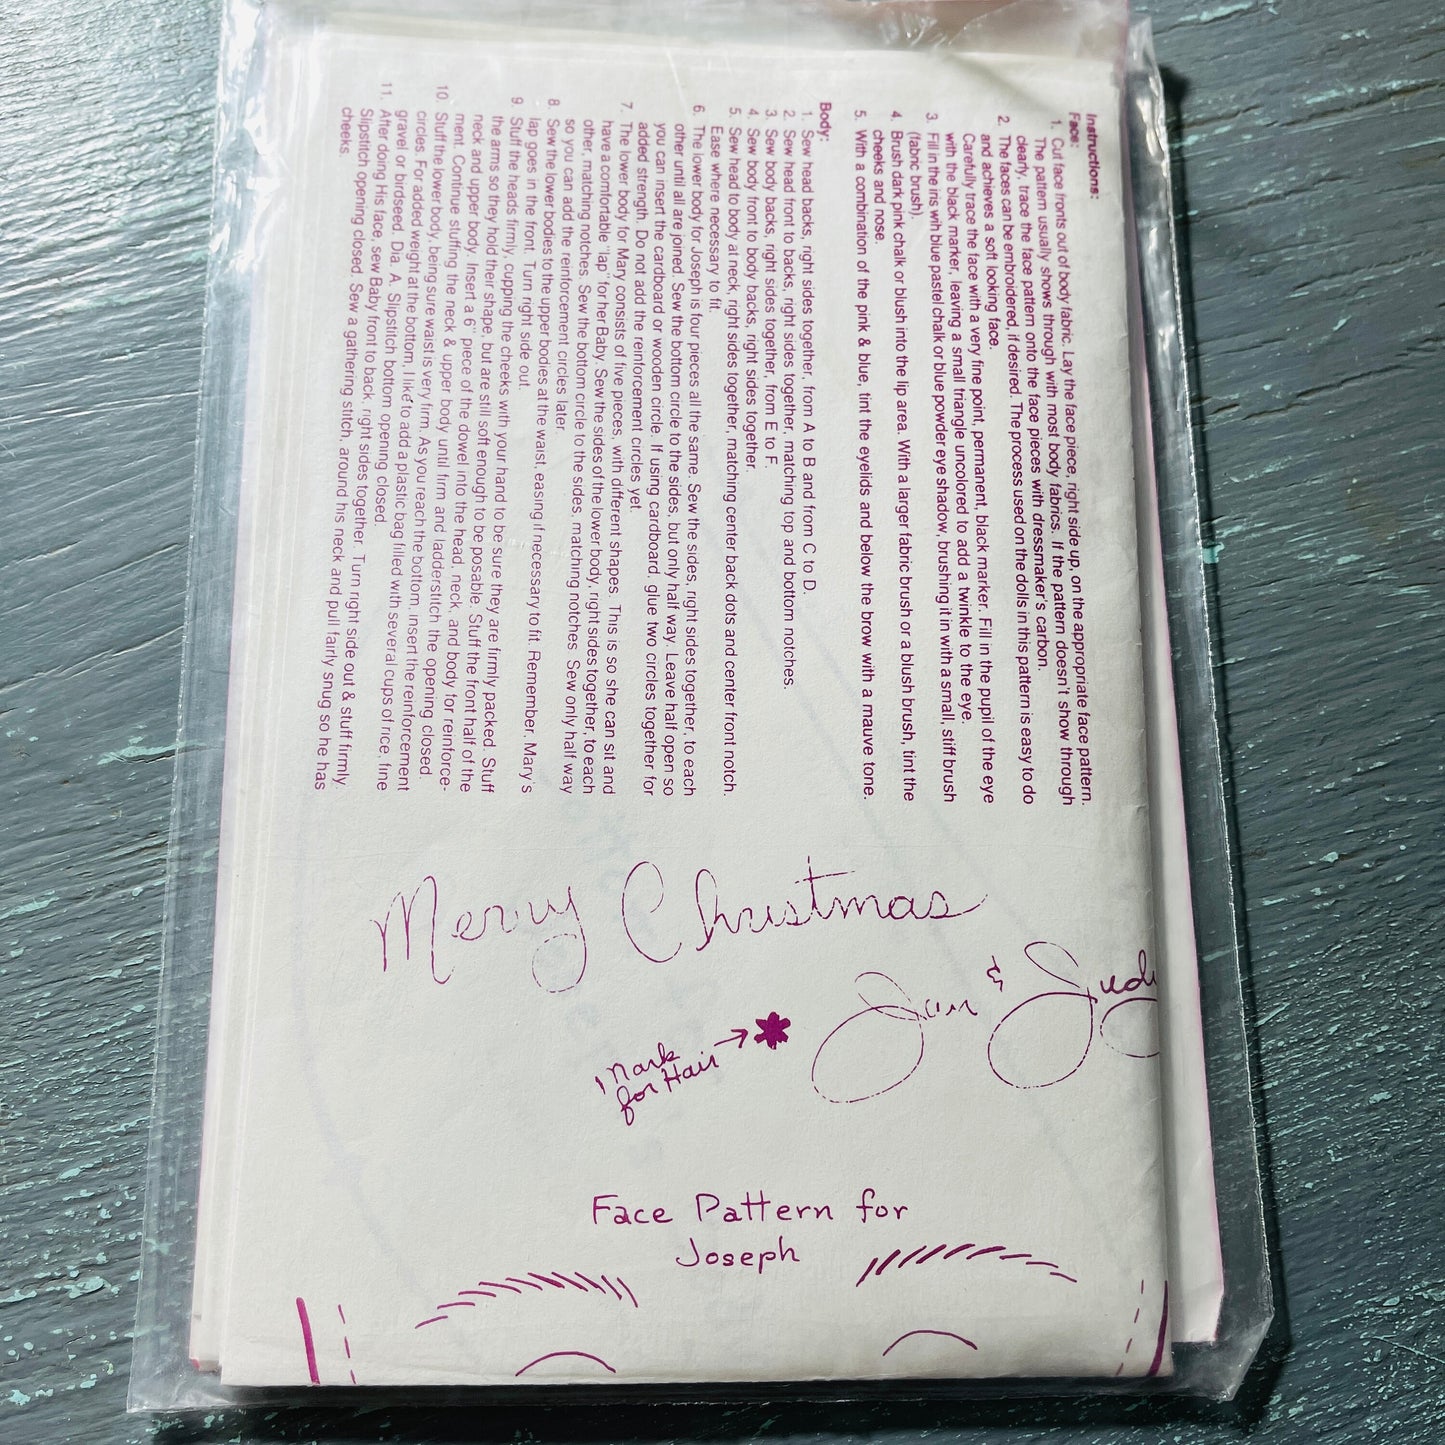 Instructions:
Face:
1. Cut face fronts out of body fabric. Lay the face piece, right side up, on the appropriate face pattern.
The pattern usually shows through with most body fabrics. If the pattern doesn't show through
clearly, trace the face pattern onto the face pieces with dressmaker's carbon.
2. The faces can be embroidered, if desired. The process used on the dolls in this pattern is easy to do
and achieves a soft looking face.
Carefully trace the face with a very fine point, permanent, black marker. Fill in the pupil of the eye
with the black marker, leaving a small triangle uncolored to add a twinkle to the eye.
3. Fill in the iris with blue pastel chalk or blue powder eye shadow, brushing it in with a small, stiff brush
(fabric brush).
4. Brush dark pink chalk or blush into the lip area. With a larger fabric brush or a blush brush, tint the
cheeks and nose.
5. With a combination of the pink & blue, tint the eyelids and below the brow with a mauve tone.
Body:
1. Sew head backs, right sides together, from A to B and from C to D.
2. Sew head front to backs, right sides together, matching top and bottom notches.
3. Sew body backs, right sides together, from E to F.
4. Sew body front to body backs, right sides together.
5. Sew head to body at neck, right sides together, matching center back dots and center front notch.
Ease where necessary to fit.
6. The lower body for Joseph is four pieces all the same. Sew the sides, right sides together, to each
other until all are joined. Sew the bottom circle to the sides, but only half way. Leave half open so
you can insert the cardboard or wooden circle. If using cardboard, glue two circles together for
added strength. Do not add the reinforcement circles yet.
7. The lower body for Mary consists of five pieces, with different shapes. This is so she can sit and
have a comfortable "lap" for her Baby. Sew the sides of the lower body, right sides together, to each
other, matching notches. Sew the bottom circle to the sides, matching notches. Sew only half way
so you can add the reinforcement circles later.
8. Sew the lower bodies to the upper bodies at the waist, easing if necessary to fit. Remember, Mary's
lap goes in the front. Turn right side out.
9. Stuff the heads firmly, cupping the cheeks with your hand to be sure they are firmly packed. Stuff
the arms so they hold their shape, but are still soft enough to be posable. Stuff the front half of the
neck and upper body. Insert a 6" piece of the dowel into the head, neck, and body for reinforce-
ment. Continue stuffing the neck & upper body until firm and ladderstitch the opening closed.
10. Stuff the lower body, being sure waist is very firm. As you reach the bottom, insert the reinforcement
circles. For added weight at the bottom, I like to add a plastic bag filled with several cups of rice, fine
gravel or birdseed. Dia. A. Slipstitch bottom opening closed.
11. After doing His face, sew Baby front to back, right sides together. Turn right side out & stuff firmly.
Slipstitch opening closed. Sew a gathering stitch, around his neck and pull fairly snug so he has
cheeks.
Merry Christmas
Jan & Judy
Mark
for Hair
Face Pattern for
Joseph